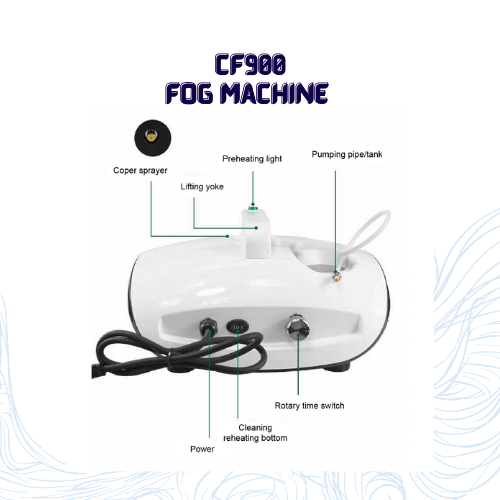 CF900
FOG MACHINE
Preheating light
Pumping pipe/tank
Coper sprayer
Lifting yoke
Rotary time switch
Cleaning
reheating bottom
Power